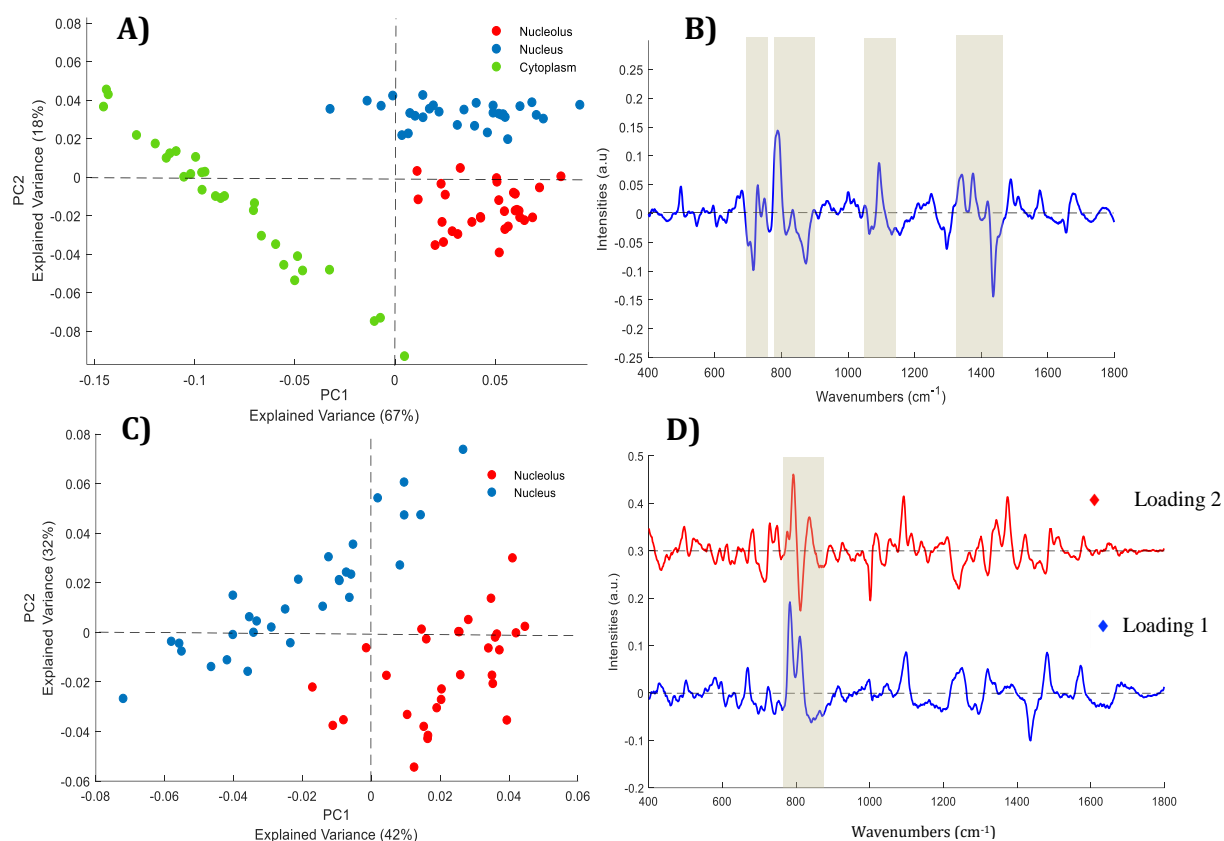 A)
Nucleolus
Nucleus
Cytoplasm
0.08
0.06
0.04
0.02
0
-0.02
-0.04
-0.06
-0.08
PC2
Explained Variance (18%)
-0.15
-0.1
-0.05
0
0.05
PC1
Explained Variance (67%)
B)
0.25
0.2
0.15
0.1
0.05
0
-0.05
-0.1
-0.15
-0.2
-0.25
Intensities (a.u)
400
600
800
1000
1200
1400
1600
1800
Wavenumbers (cm-1)
C)
Nucleolus
Nucleus
0.08
0.06
0.04
0.02
0
-0.02
-0.04
-0.06
PC2
Explained Variance (32%)
-0.08
-0.06
-0.04
-0.02
0
0.02
0.04
0.06
PC1
Explained Variance (42%)
D)
Loading 2
Loading 1
0.5
0.4
0.3
0.2
0.1
0
-0.1
-0.2
Intensities (a.u.)
400
600
800
1000
1200
1400
1600
1800
Wavenumbers (cm-1)